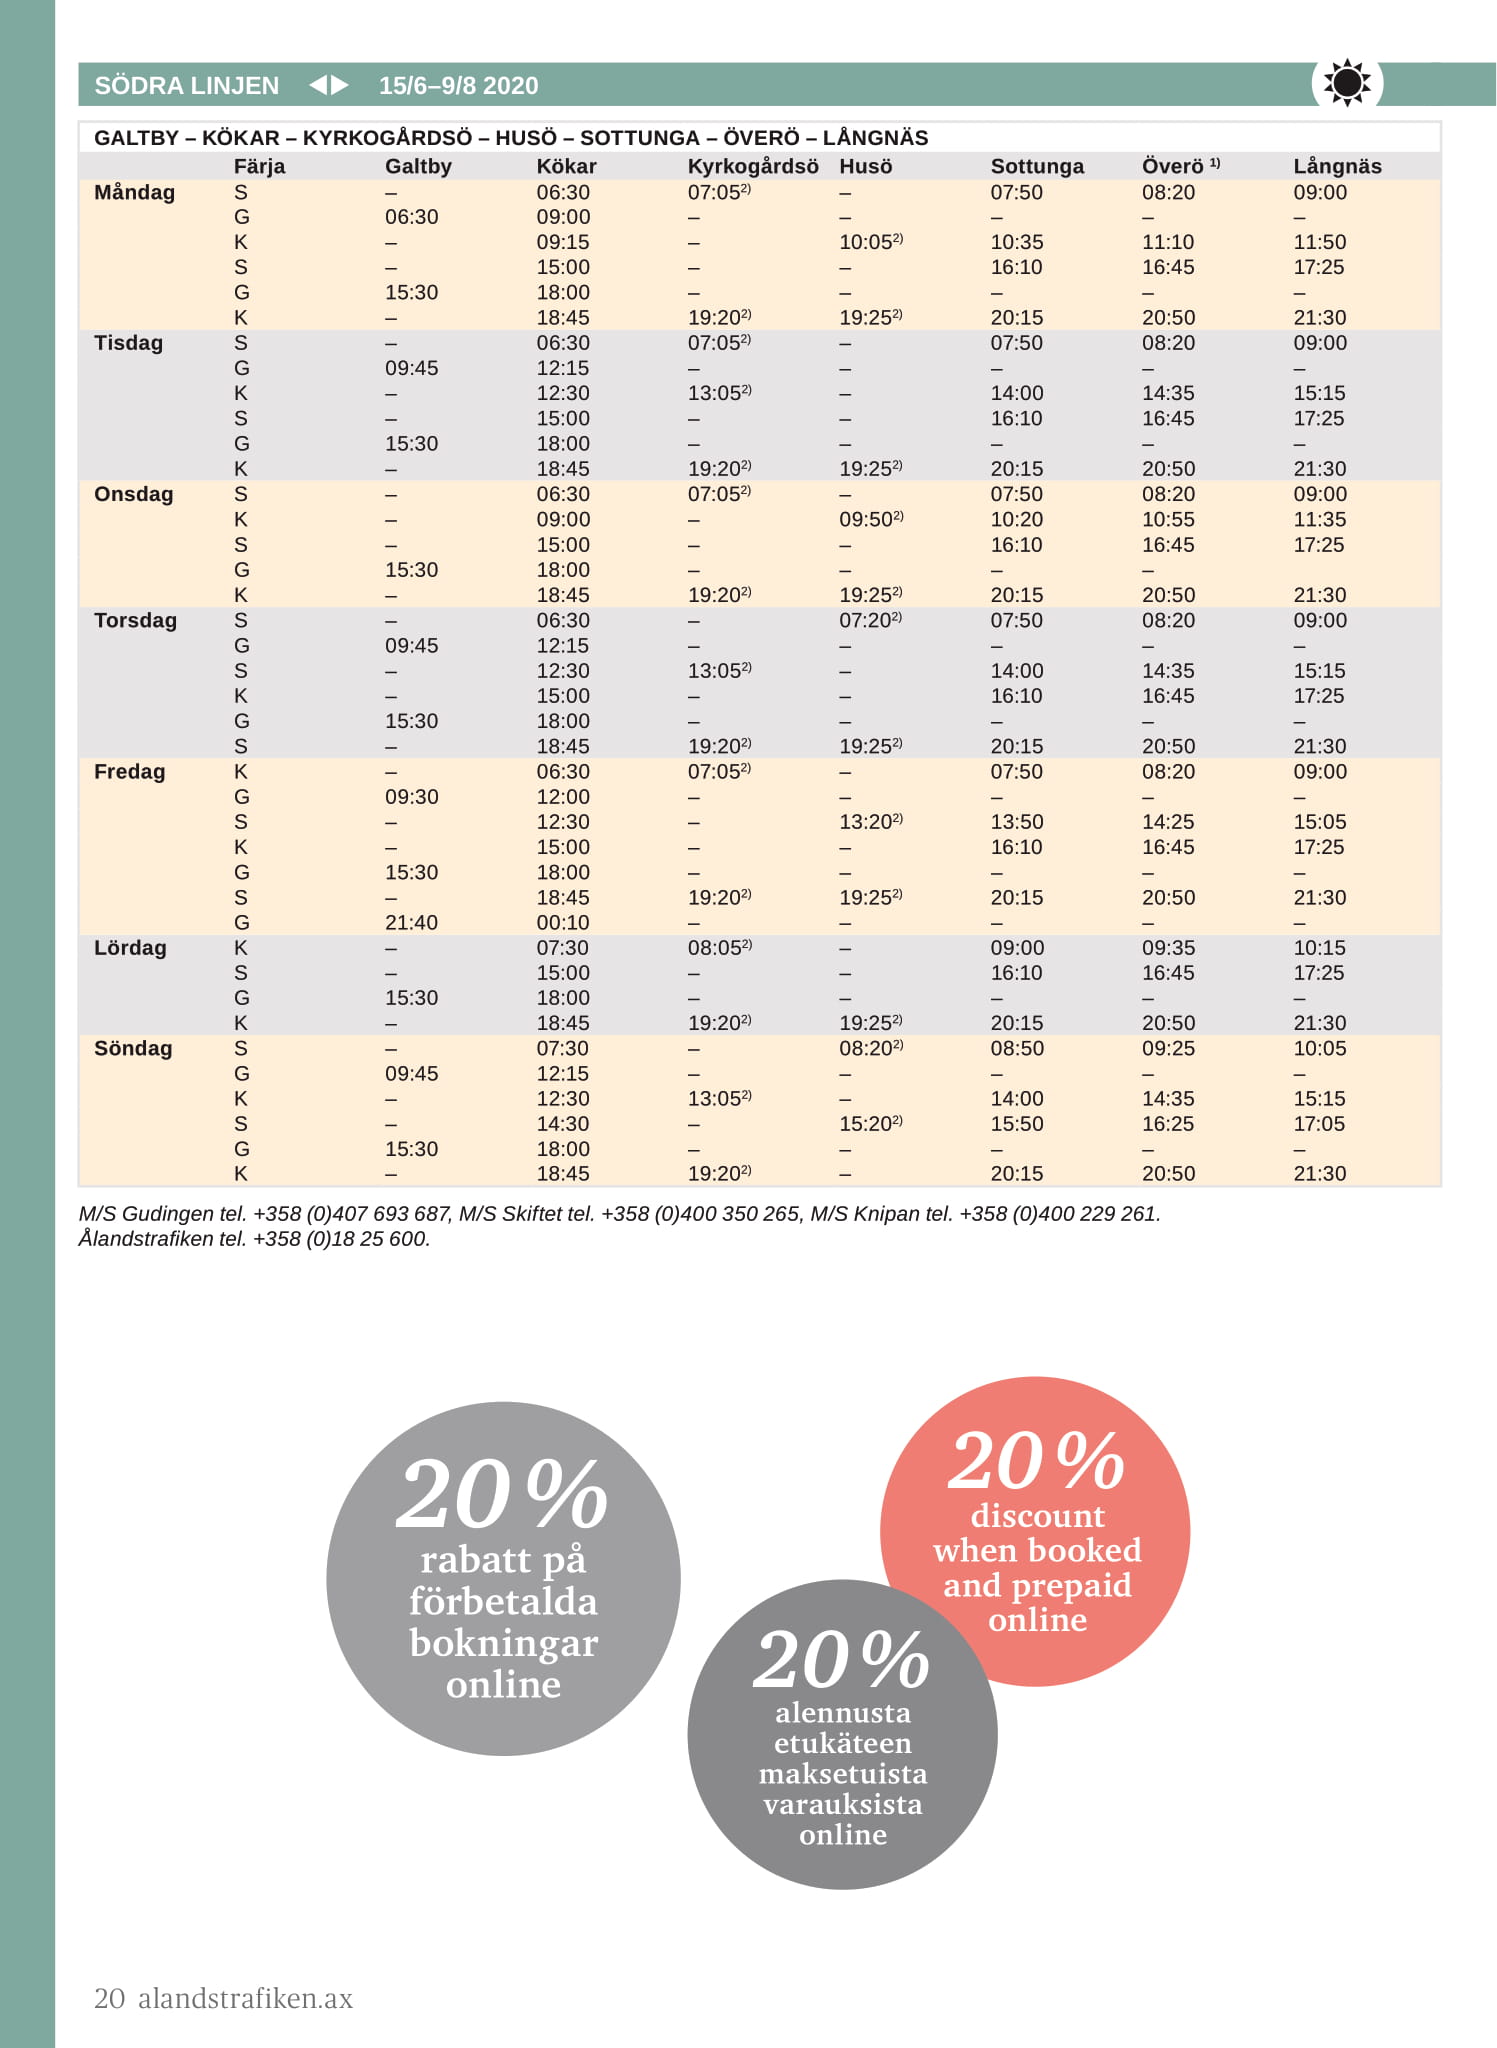 SÖDRA LINJEN 15/6–9/8 2020
GALTBY – KÖKAR – KYRKOGÅRDSÖ – HUSÖ – SOTTUNGA – ÖVERÖ – LÅNGNÄS
Färja Galtby Kökar Kyrkogårdsö Husö Sottunga Överö 1) Långnäs
Måndag S – 06:30 07:05 2) – 07:50 08:20 09:00
G 06:30 09:00 – – – – –
K – 09:15 – 10:05 2) 10:35 11:10 11:50
S – 15:00 – – 16:10 16:45 17:25
G 15:30 18:00 – – – – –
K – 18:45 19:20 2) 19:25 2) 20:15 20:50 21:30
Tisdag S – 06:30 07:05 2) – 07:50 08:20 09:00
G 09:45 12:15 – – – – –
K – 12:30 13:05 2) – 14:00 14:35 15:15
S – 15:00 – – 16:10 16:45 17:25
G 15:30 18:00 – – – – –
K – 18:45 19:20 2) 19:25 2) 20:15 20:50 21:30
Onsdag S – 06:30 07:05 2) – 07:50 08:20 09:00
K – 09:00 – 09:50 2) 10:20 10:55 11:35
S – 15:00 – – 16:10 16:45 17:25
G 15:30 18:00 – – – –
K – 18:45 19:20 2) 19:25 2) 20:15 20:50 21:30
Torsdag S – 06:30 – 07:20 2) 07:50 08:20 09:00
G 09:45 12:15 – – – – –
S – 12:30 13:05 2) – 14:00 14:35 15:15
K – 15:00 – – 16:10 16:45 17:25
G 15:30 18:00 – – – – –
S – 18:45 19:20 2) 19:25 2) 20:15 20:50 21:30
Fredag K – 06:30 07:05 2) – 07:50 08:20 09:00
G 09:30 12:00 – – – – –
S – 12:30 – 13:20 2) 13:50 14:25 15:05
K – 15:00 – – 16:10 16:45 17:25
G 15:30 18:00 – – – – –
S – 18:45 19:20 2) 19:25 2) 20:15 20:50 21:30
G 21:40 00:10 – – – – –
Lördag K – 07:30 08:05 2) – 09:00 09:35 10:15
S – 15:00 – – 16:10 16:45 17:25
G 15:30 18:00 – – – – –
K – 18:45 19:20 2) 19:25 2) 20:15 20:50 21:30
Söndag S – 07:30 – 08:20 2) 08:50 09:25 10:05
G 09:45 12:15 – – – – –
K – 12:30 13:05 2) – 14:00 14:35 15:15
S – 14:30 – 15:20 2) 15:50 16:25 17:05
G 15:30 18:00 – – – – –
K – 18:45 19:20 2) – 20:15 20:50 21:30
M/S Gudingen tel. +358 (0)407 693 687, M/S Skiftet tel. +358 (0)400 350 265, M/S Knipan tel. +358 (0)400 229 261.
Ålandstrafiken tel. +358 (0)18 25 600.
20 %
rabatt på
förbetalda
bokningar
online
20 %
discount
when booked
and prepaid
online
20 %
alennusta
etukäteen
maksetuista
varauksista
online
20 alandstrafiken.ax